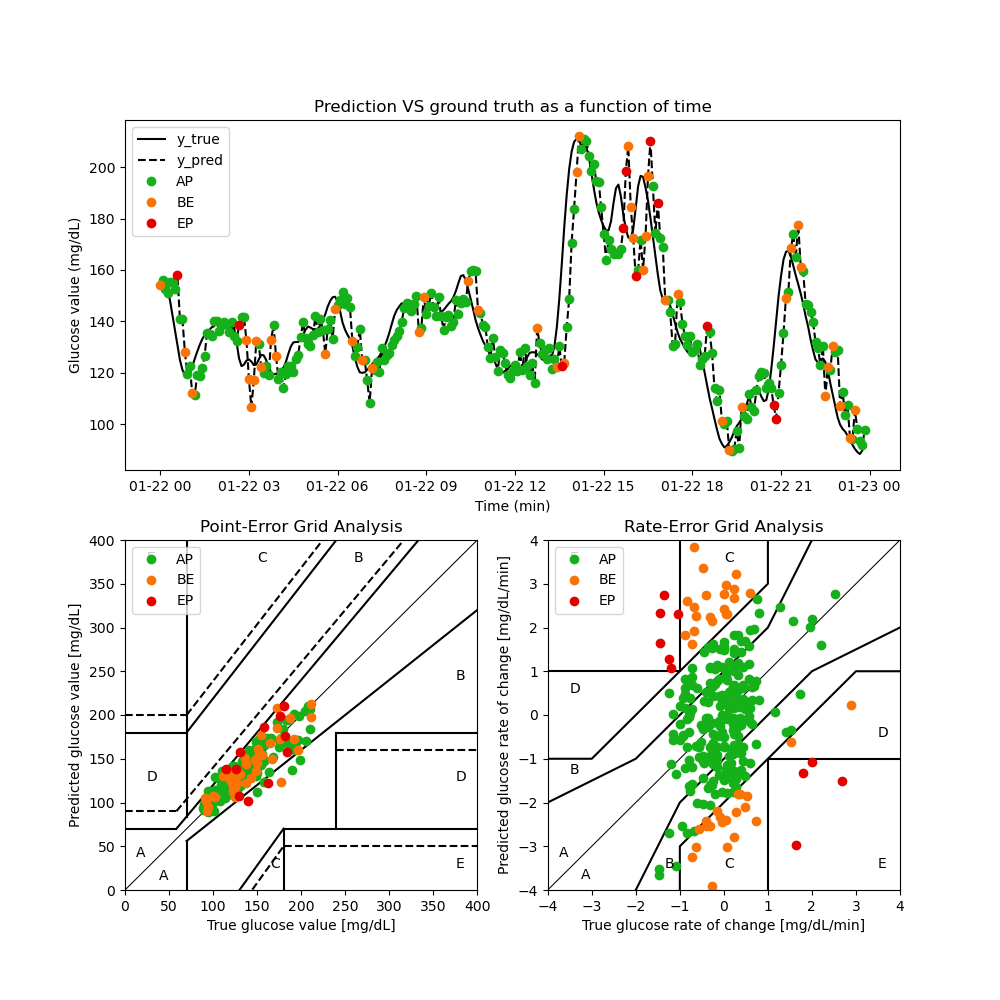 Prediction VS ground truth as a function of time
y_true
y_pred
AP
BE
EP
Glucose value (mg/dL)
200
180
160
140
120
100
01-22 00 01-22 03 01-22 06 01-22 09 01-22 12 01-22 15 01-22 18 01-22 21 01-23 00
Time (min)
Point-Error Grid Analysis
AP
BE
EP
C
B
B
D
D
A
A
C
E
Predicted glucose value [mg/dL]
400
350
300
250
200
150
100
50
0
0 50 100 150 200 250 300 350 400
True glucose value [mg/dL]
Rate-Error Grid Analysis
AP
BE
EP
C
D
D
B
A
A
B
C
E
Predicted glucose rate of change [mg/dL/min]
4
3
2
1
0
−1
−2
−3
−4
−4 −3 −2 −1 0 1 2 3 4
True glucose rate of change [mg/dL/min]